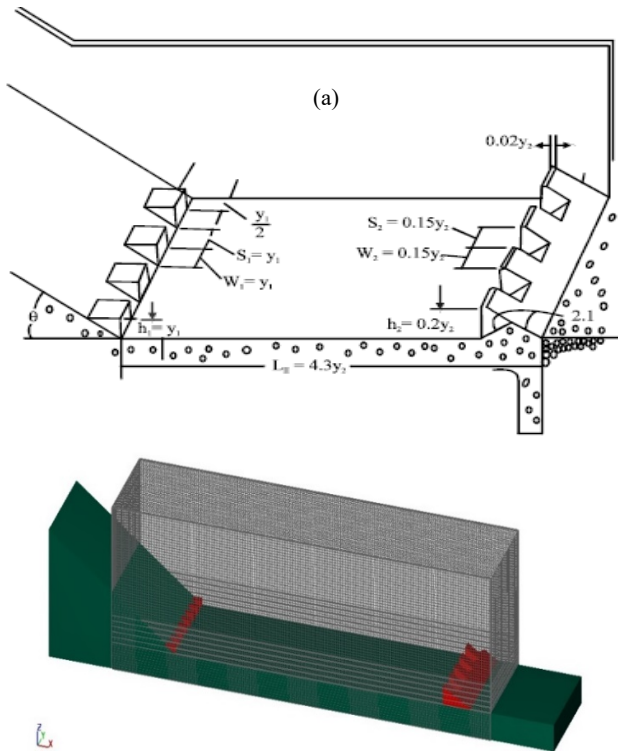 (a)
0.02y₂
y₁
2
S₁= y₁
W₁= y₁
S₂ = 0.15y₂
W₂ = 0.15y₂
θ
h₁= y₁
h₂= 0.2y₂
2.1
L_II = 4.3y₂
z
y
x